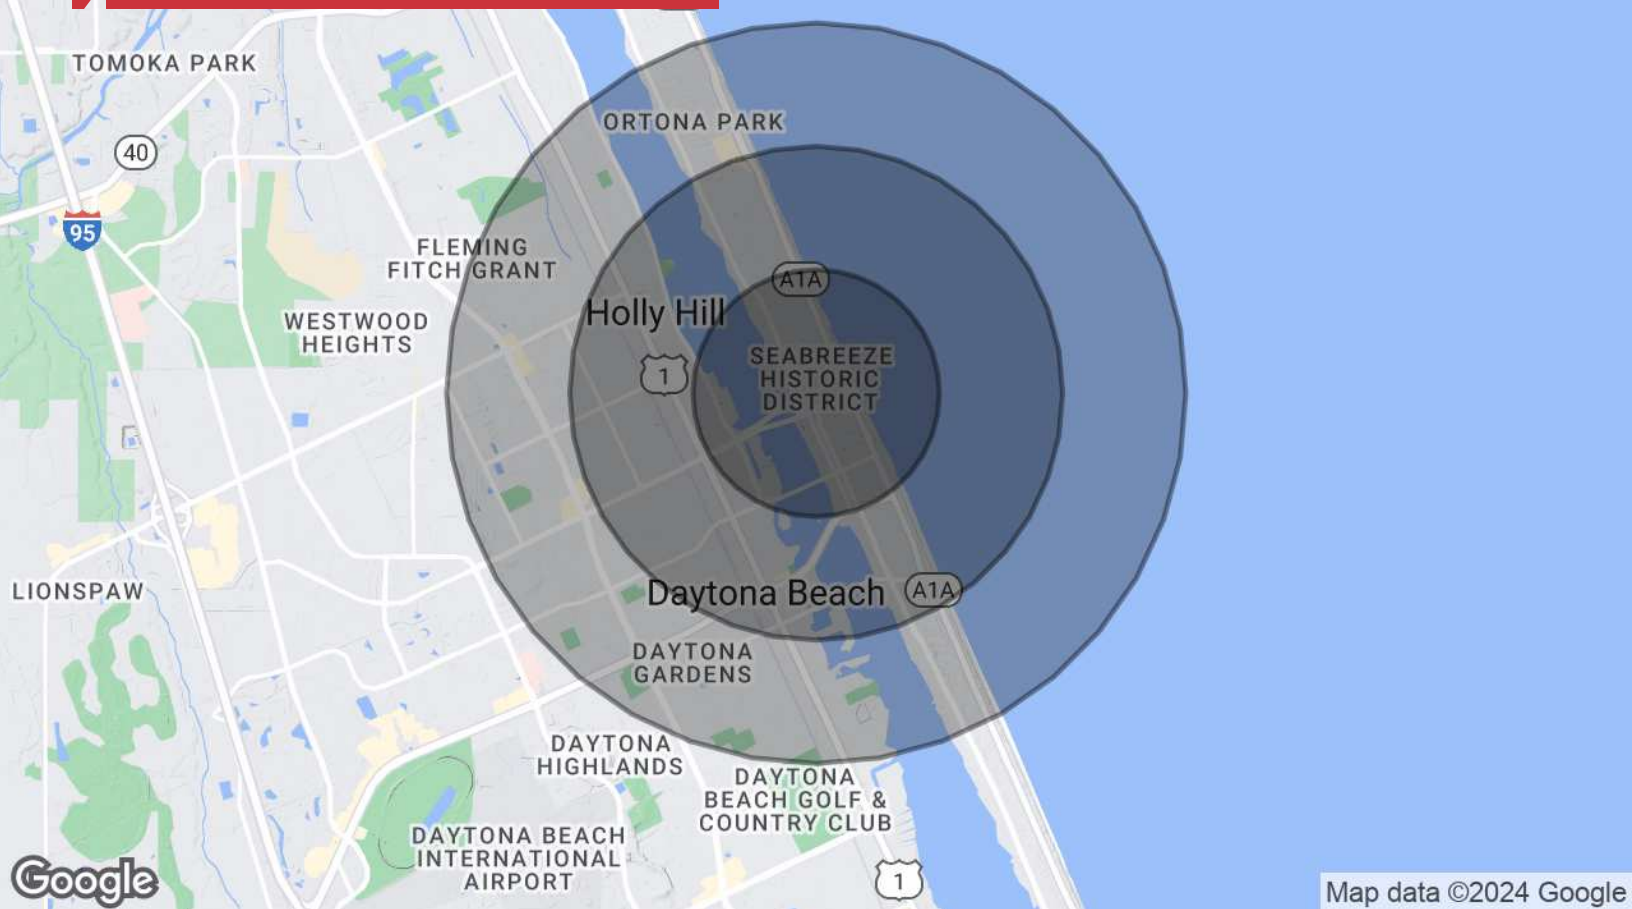 TOMOKA PARK
ORTONA PARK
40
95
FLEMING
FITCH GRANT
A1A
Holly Hill
WESTWOOD
HEIGHTS
1
SEABREEZE
HISTORIC
DISTRICT
LIONSPAW
Daytona Beach
A1A
DAYTONA
GARDENS
DAYTONA
HIGHLANDS
DAYTONA
BEACH GOLF &
COUNTRY CLUB
DAYTONA BEACH
INTERNATIONAL
AIRPORT
1
Google
Map data ©2024 Google